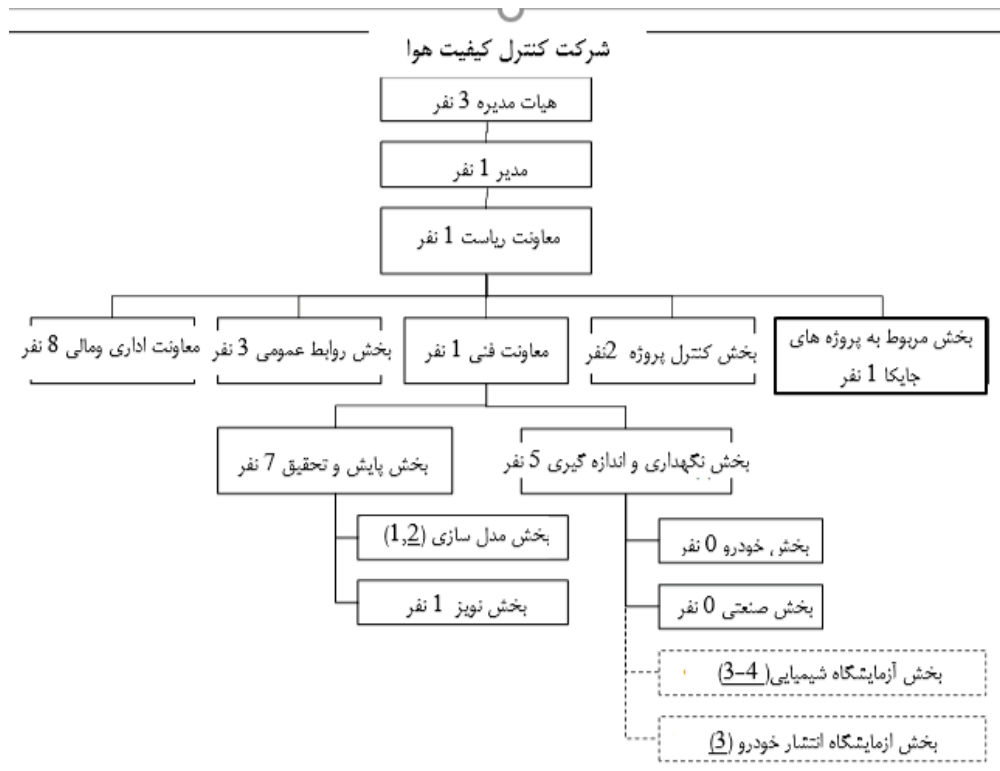 شرکت کنترل کیفیت هوا
هیات مدیره 3 نفر
مدیر 1 نفر
معاونت ریاست 1 نفر
بخش مربوط به پروژه های
جایکا 1 نفر
بخش کنترل پروژه 2نفر
معاونت فنی 1 نفر
بخش روابط عمومی 3 نفر
معاونت اداری ومالی 8 نفر
بخش نگهداری و اندازه گیری 5 نفر
بخش پایش و تحقیق 7 نفر
بخش خودرو 0 نفر
بخش صنعتی 0 نفر
بخش آزمایشگاه شیمیایی( 4-3)
بخش ازمایشگاه انتشار خودرو (3)
بخش مدل سازی (1,2)
بخش نویز 1 نفر